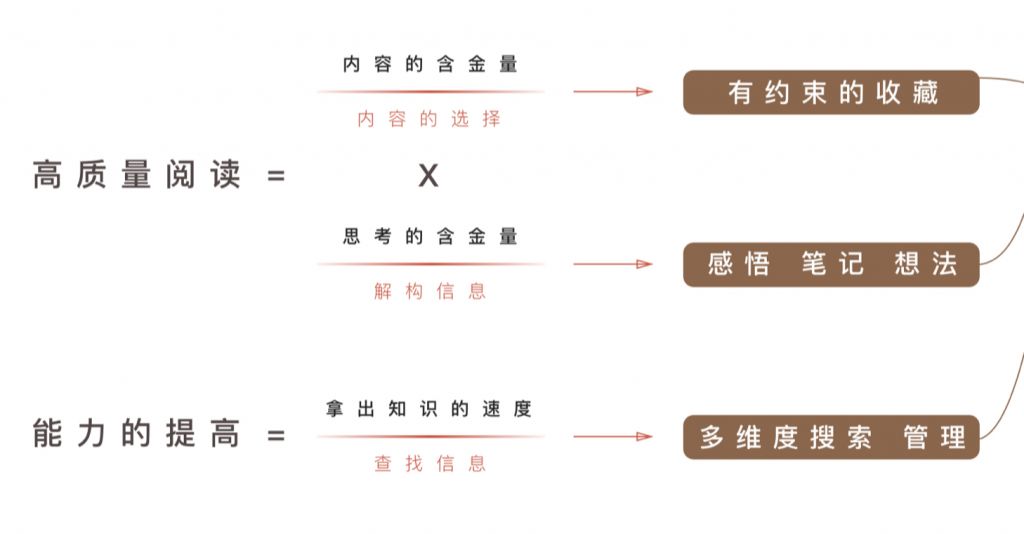 内容的含金量
内容的选择
有约束的收藏
高质量阅读 =
X
思考的含金量
解构信息
感悟 笔记 想法
能力的提高 =
拿出知识的速度
查找信息
多维度搜索 管理